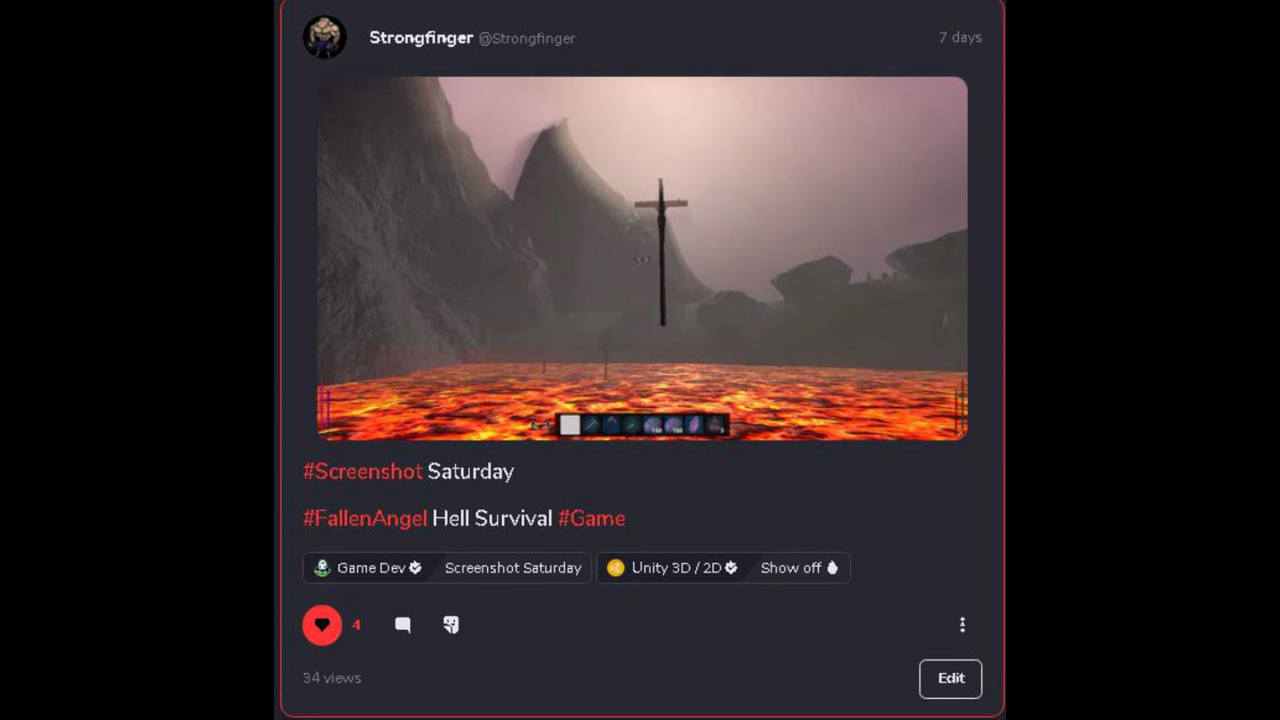 Strongfinger @Strongfinger 7 days
#Screenshot Saturday
#FallenAngel Hell Survival #Game
Game Dev Screenshot Saturday Unity 3D / 2D Show off
4
34 views Edit